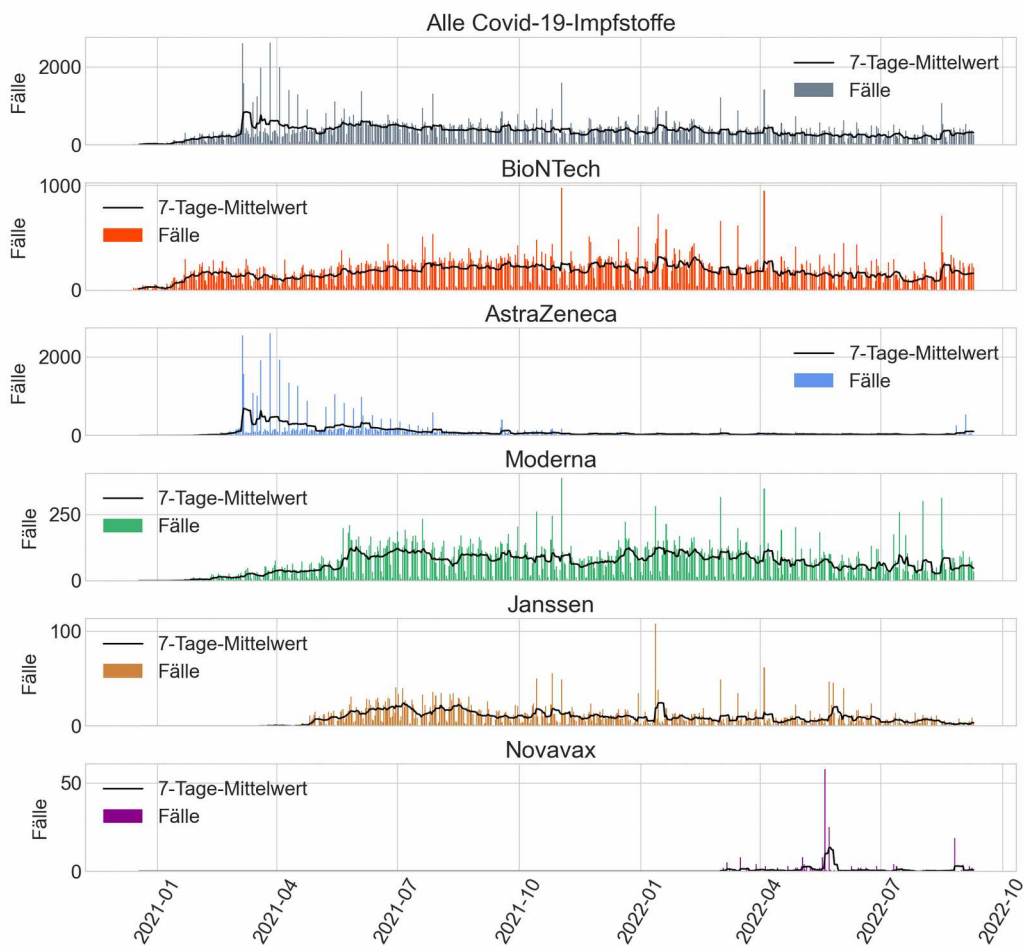 Alle Covid-19-Impfstoffe
Fälle
2000
0
7-Tage-Mittelwert
Fälle
BioNTech
Fälle
1000
0
7-Tage-Mittelwert
Fälle
AstraZeneca
Fälle
2000
0
7-Tage-Mittelwert
Fälle
Moderna
Fälle
250
0
7-Tage-Mittelwert
Fälle
Janssen
Fälle
100
0
7-Tage-Mittelwert
Fälle
Novavax
Fälle
50
0
7-Tage-Mittelwert
Fälle
2021-01
2021-04
2021-07
2021-10
2022-01
2022-04
2022-07
2022-10